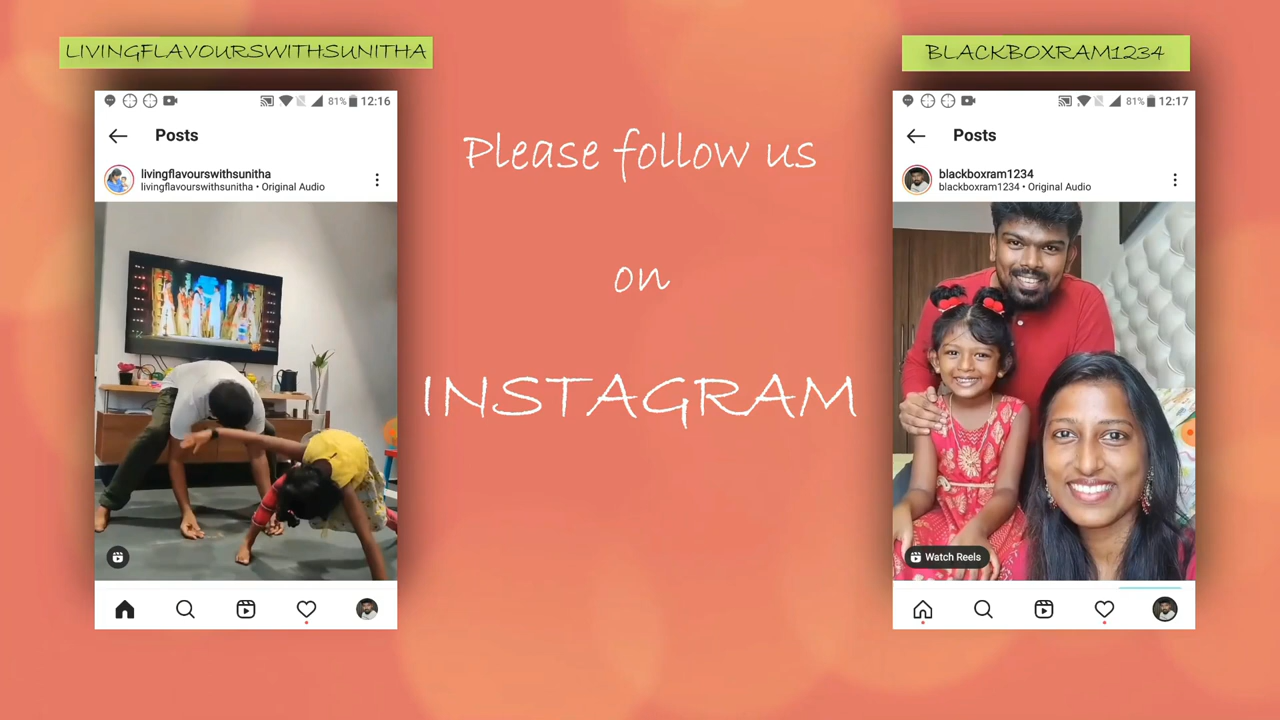 LIVINGFLAVOURSWITHSUNITHA
12:16
81%
Posts
livingflavourswithsunitha
livingflavourswithsunitha • Original Audio
Please follow us
on
INSTAGRAM
BLACKBOXRAM1234
81% 12:17
Posts
blackboxram1234
blackboxram1234 • Original Audio
Watch Reels